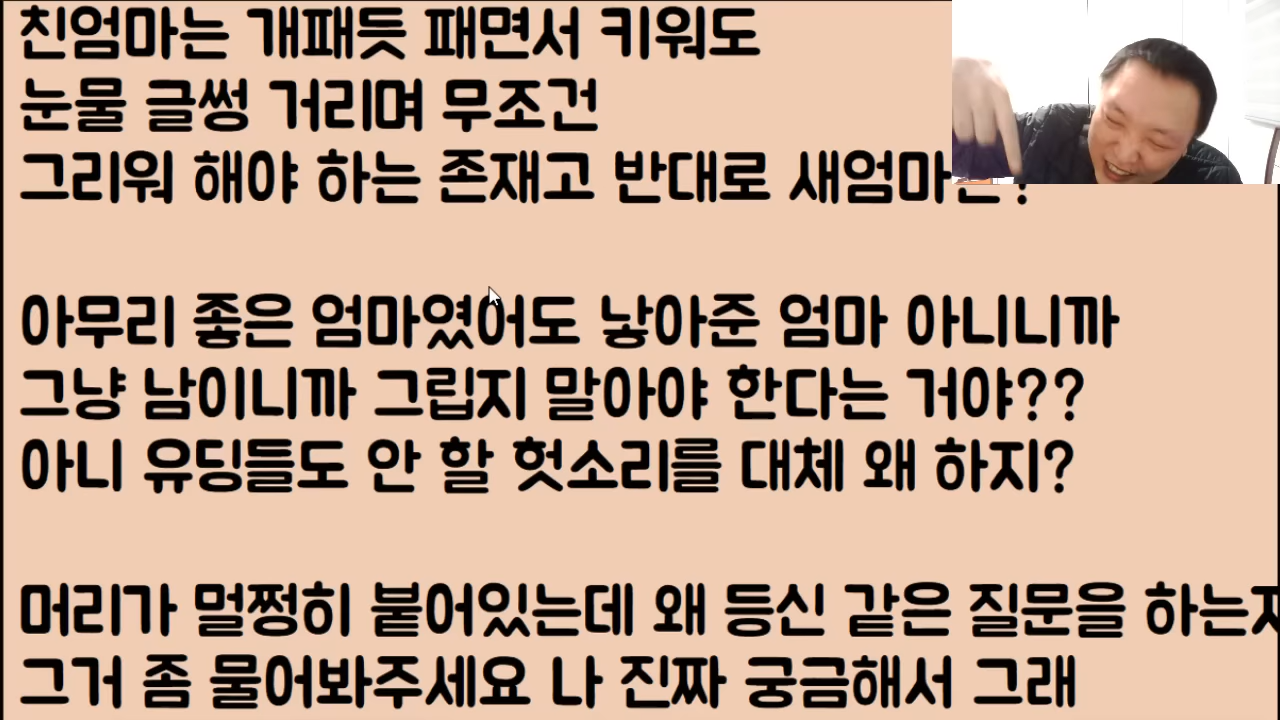 친엄마는 개패듯 패면서 키워도
눈물 글썽 거리며 무조건
그리워 해야 하는 존재고 반대로 새엄마는?
아무리 좋은 엄마였어도 낳아준 엄마 아니니까
그냥 남이니까 그립지 말아야 한다는 거야??
아니 유딩들도 안 할 헛소리를 대체 왜 하지?
머리가 멀쩡히 붙어있는데 왜 등신 같은 질문을 하는지
그거 좀 물어봐주세요 나 진짜 궁금해서 그래